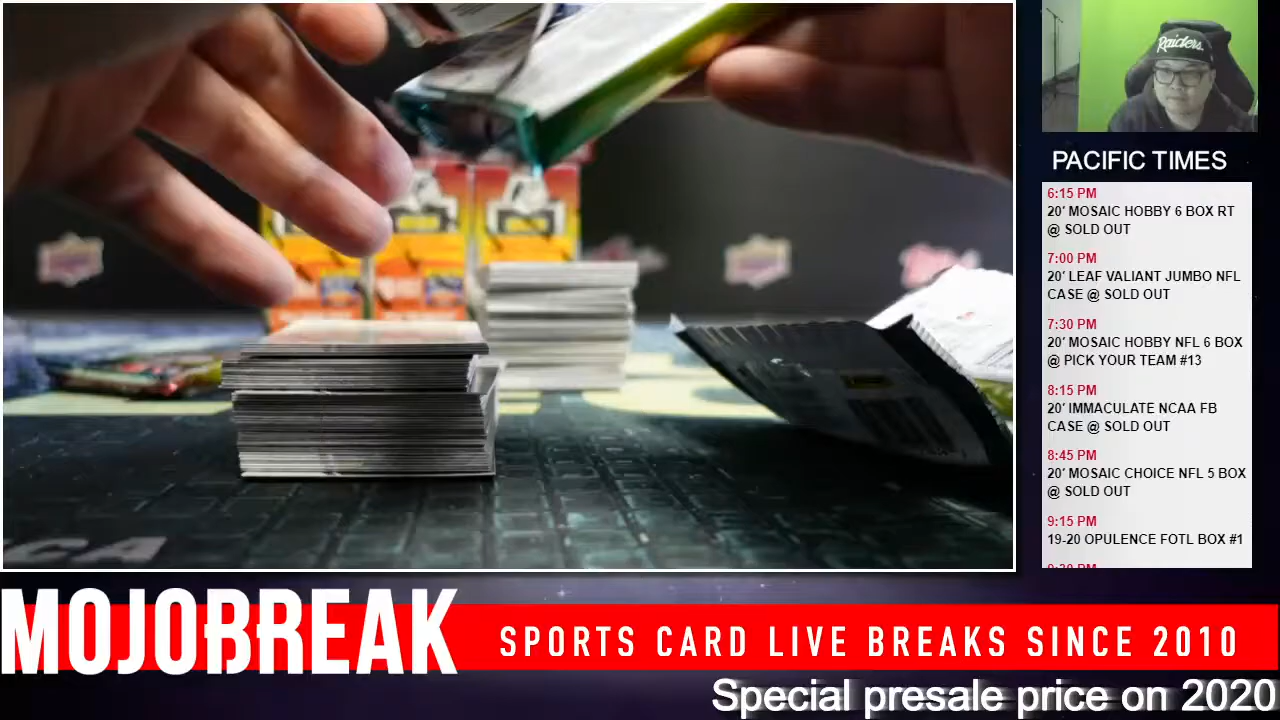 Raiders
PACIFIC TIMES
6:15 PM
20' MOSAIC HOBBY 6 BOX RT
@ SOLD OUT
7:00 PM
20' LEAF VALIANT JUMBO NFL
CASE @ SOLD OUT
7:30 PM
20' MOSAIC HOBBY NFL 6 BOX
@ PICK YOUR TEAM #13
8:15 PM
20' IMMACULATE NCAA FB
CASE @ SOLD OUT
8:45 PM
20' MOSAIC CHOICE NFL 5 BOX
@ SOLD OUT
9:15 PM
19-20 OPULENCE FOTL BOX #1
MOJOBREAK
SPORTS CARD LIVE BREAKS SINCE 2010
Special presale price on 2020